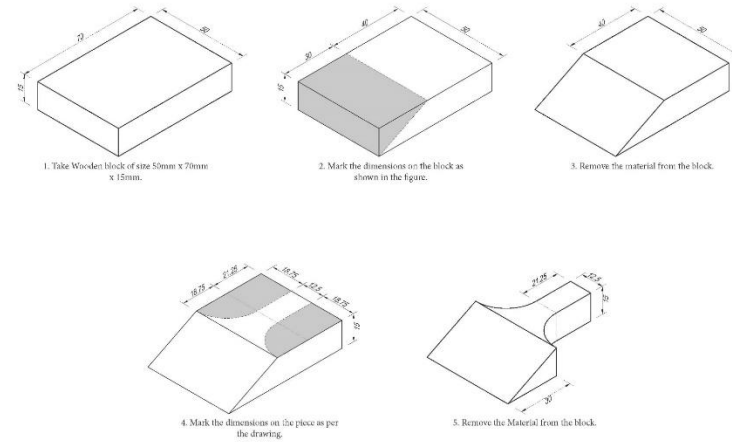 70
50
15
1. Take Wooden block of size 50mm x 70mm
x 15mm.
40
50
30
15
2. Mark the dimensions on the block as
shown in the figure.
40
50
3. Remove the material from the block.
21.25
18.75
18.75
12.5
18.75
15
4. Mark the dimensions on the piece as per
the drawing.
21.25
12.5
15
30
5. Remove the Material from the block.